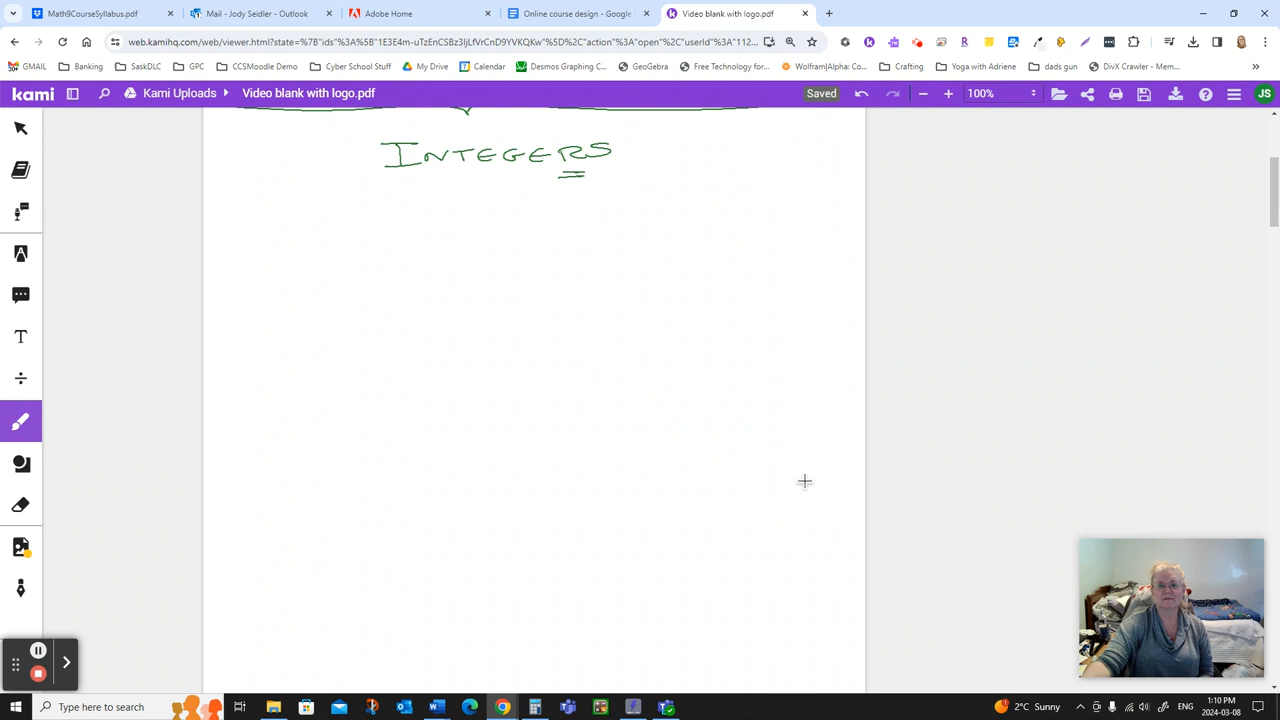 Math9CourseSyllabus.pdf
Mail - Jody Seidler - Outlook
Adobe Home
Online course design - Google
Video blank with logo.pdf
web.kamihq.com/web/viewer.html?state=%7B"ids"%3A%5B"1E3E4m-uTzEnCSBz3IjLfVrCnD9YVKQKw"%5D%2C"action"%3A"open"%2C"userId"%3A"112...
GMAIL Banking SaskDLC GPC CCSMoodle Demo Cyber School Stuff My Drive Calendar Desmos Graphing C... GeoGebra Free Technology for... Wolfram|Alpha: Co... Crafting Yoga with Adriene dads gun DivX Crawler - Mem...
kami Kami Uploads Video blank with logo.pdf Saved 100% JS
INTEGERS
Type here to search
2°C Sunny
ENG
1:10 PM
2024-03-08